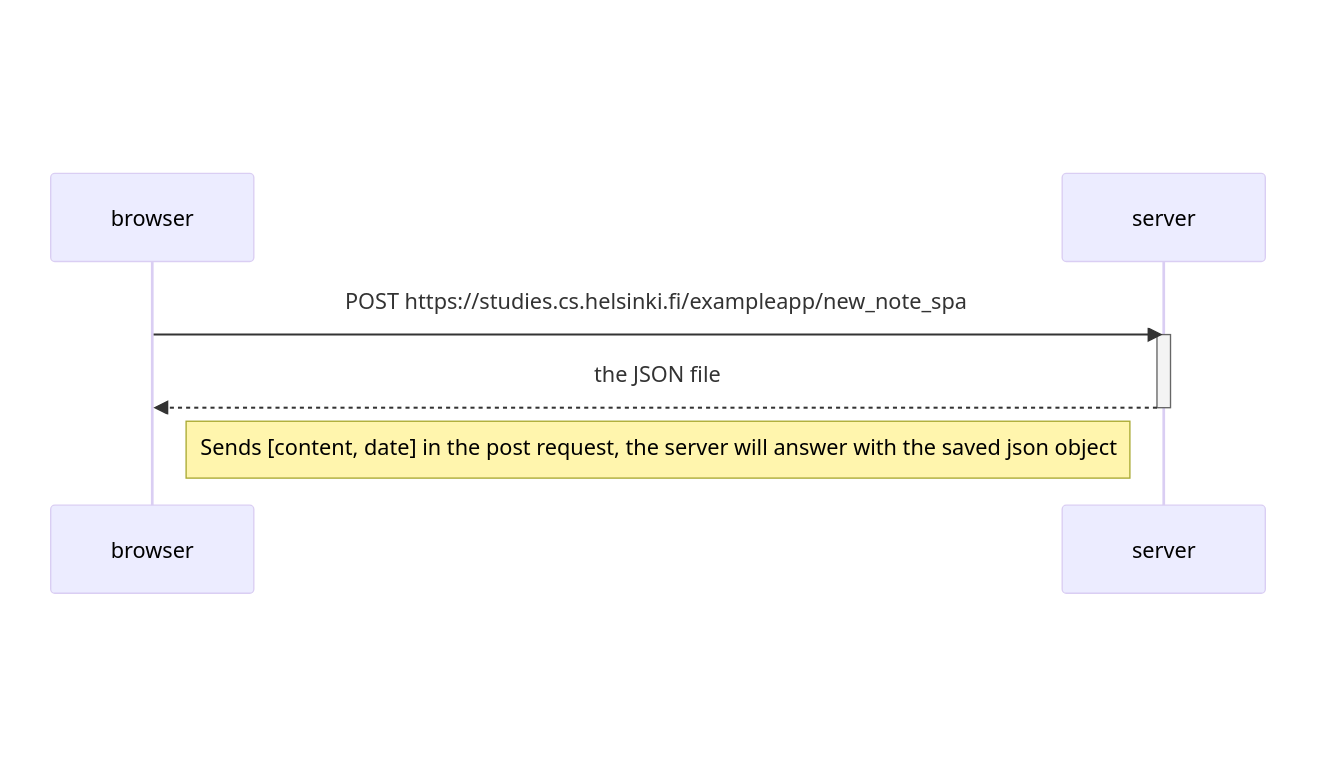 browser
server
POST https://studies.cs.helsinki.fi/exampleapp/new_note_spa
the JSON file
Sends [content, date] in the post request, the server will answer with the saved json object
browser
server